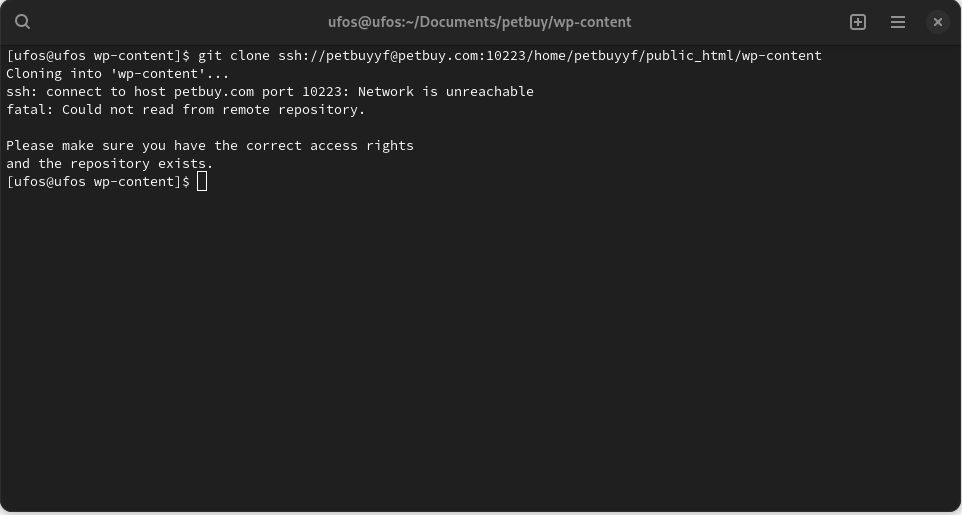 ufos@ufos:~/Documents/petbuy/wp-content
[ufos@ufos wp-content]$ git clone ssh://petbuyyf@petbuy.com:10223/home/petbuyyf/public_html/wp-content
Cloning into 'wp-content'...
ssh: connect to host petbuy.com port 10223: Network is unreachable
fatal: Could not read from remote repository.
Please make sure you have the correct access rights
and the repository exists.
[ufos@ufos wp-content]$